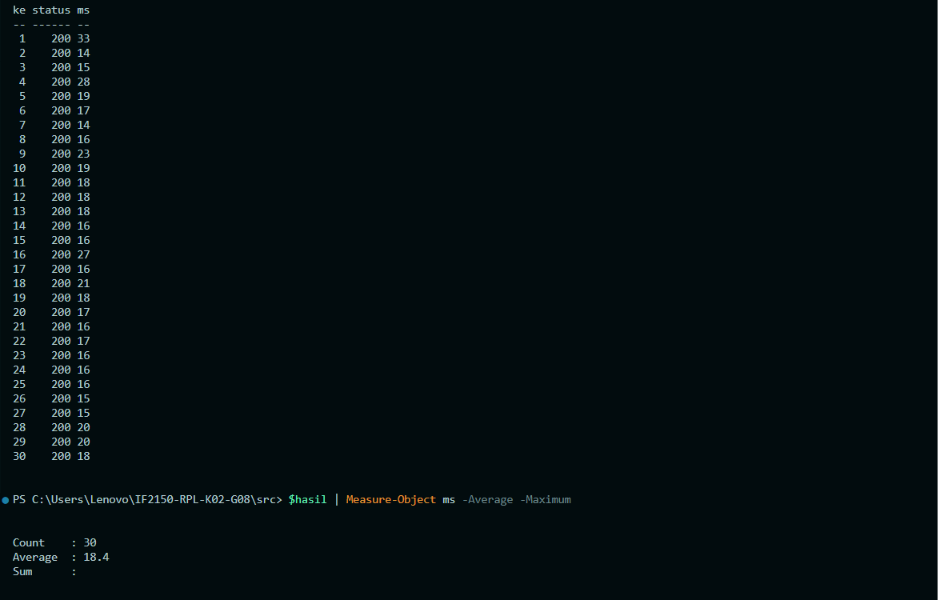 ke status ms
-- ------ --
1 200 33
2 200 14
3 200 15
4 200 28
5 200 19
6 200 17
7 200 14
8 200 16
9 200 23
10 200 19
11 200 18
12 200 18
13 200 18
14 200 16
15 200 16
16 200 27
17 200 16
18 200 21
19 200 18
20 200 17
21 200 16
22 200 17
23 200 16
24 200 16
25 200 16
26 200 15
27 200 15
28 200 20
29 200 20
30 200 18
PS C:\Users\Lenovo\IF2150-RPL-K02-G08\src> $hasil | Measure-Object ms -Average -Maximum
Count : 30
Average : 18.4
Sum :